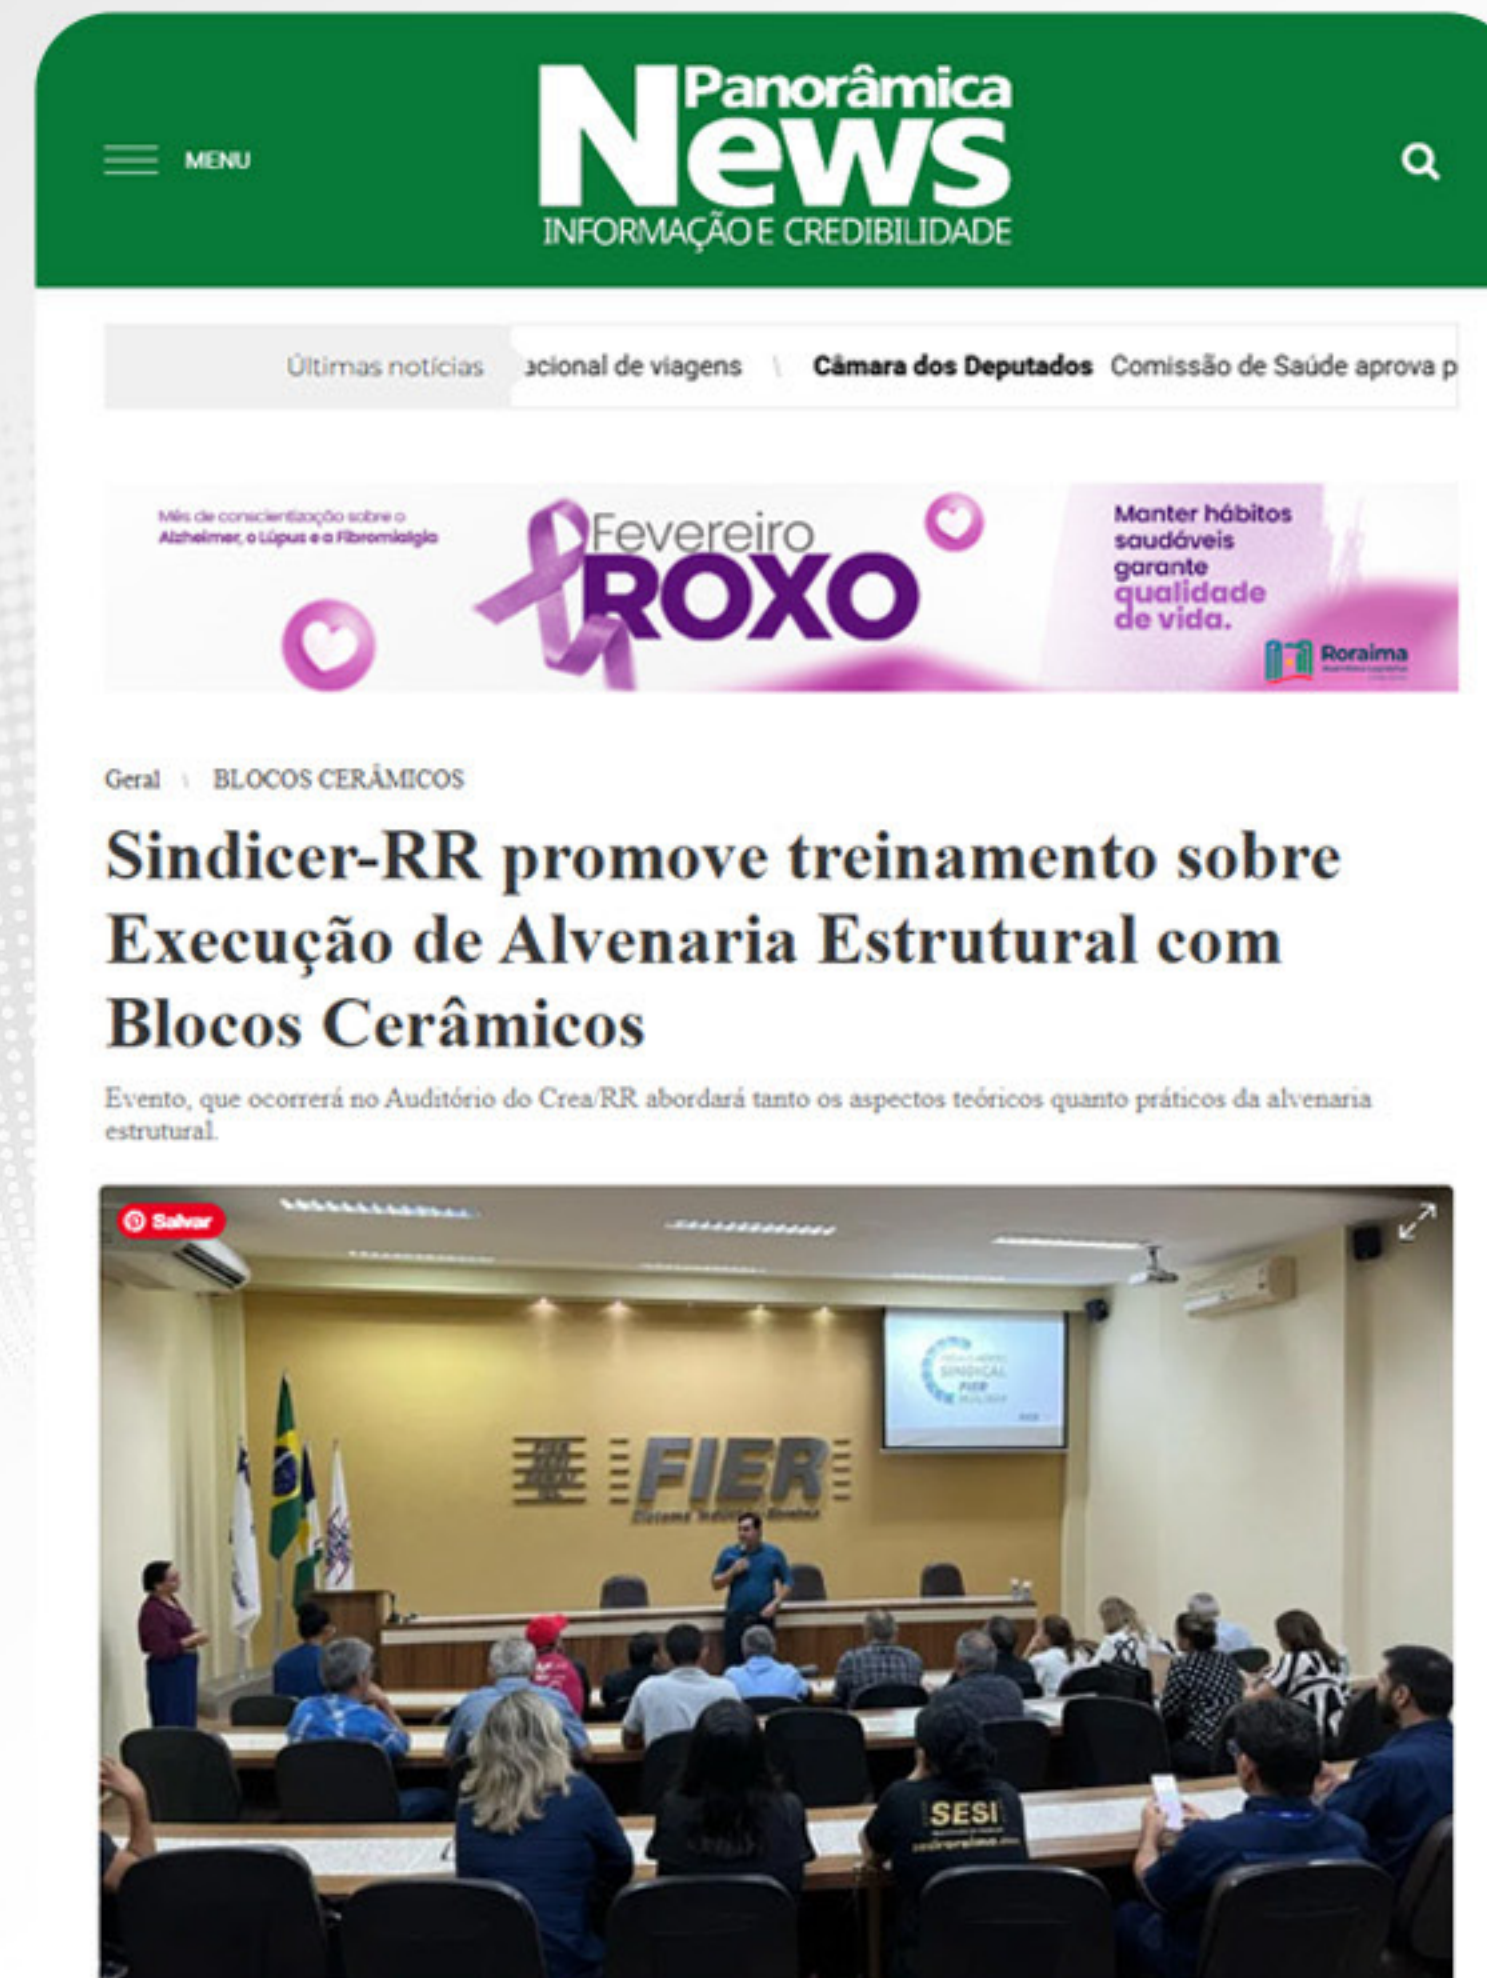 Panorâmica
News
INFORMAÇÃO E CREDIBILIDADE
MENU
Últimas notícias
acional de viagens \ Câmara dos Deputados Comissão de Saúde aprova p
Mês de conscientização sobre o
Alzheimer, o Lúpus e a Fibromialgia
Fevereiro
ROXO
Manter hábitos
saudáveis
garante
qualidade
de vida.
Roraima
Geral \ BLOCOS CERÂMICOS
Sindicer-RR promove treinamento sobre
Execução de Alvenaria Estrutural com
Blocos Cerâmicos
Evento, que ocorrerá no Auditório do Crea/RR abordará tanto os aspectos teóricos quanto práticos da alvenaria
estrutural.
Salvar
SINDICAL
FIER
FIER
SESI